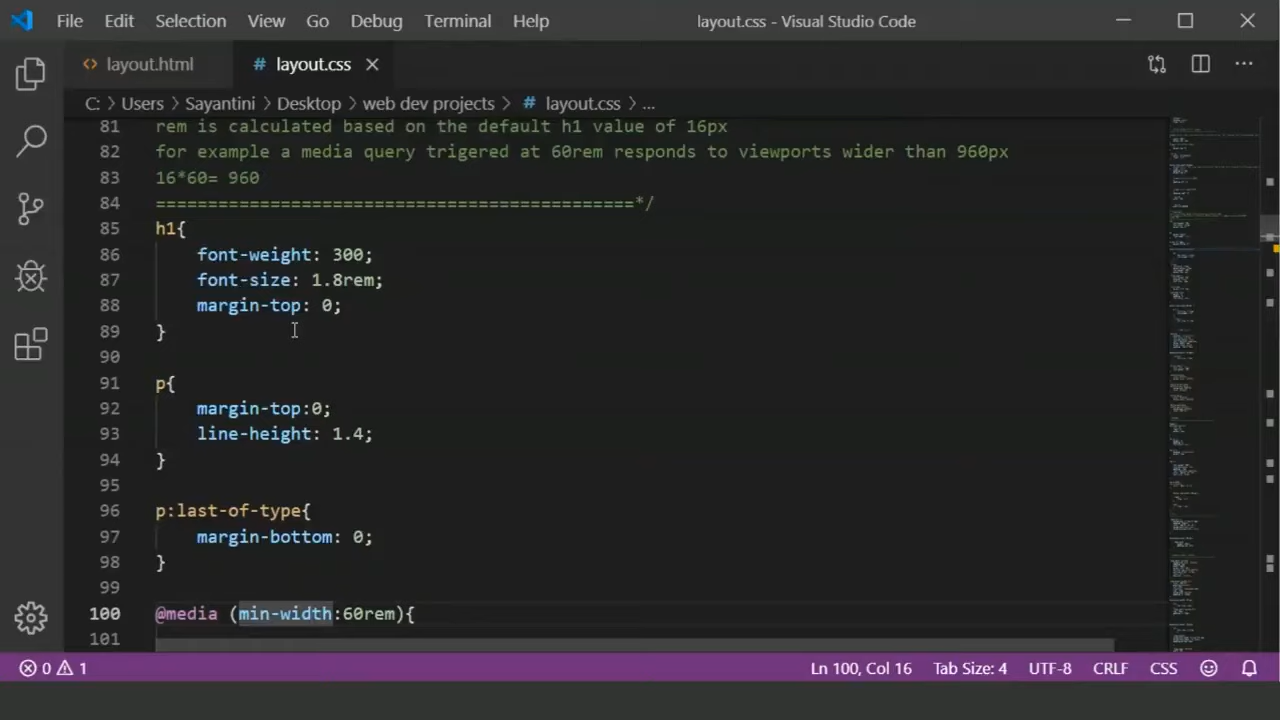 File Edit Selection View Go Debug Terminal Help layout.css - Visual Studio Code
<> layout.html # layout.css
C: > Users > Sayantini > Desktop > web dev projects > # layout.css > ...
81 rem is calculated based on the default h1 value of 16px
82 for example a media query trigered at 60rem responds to viewports wider than 960px
83 16*60= 960
84 ==============================================*/
85 h1{
86 font-weight: 300;
87 font-size: 1.8rem;
88 margin-top: 0;
89 }
90
91 p{
92 margin-top:0;
93 line-height: 1.4;
94 }
95
96 p:last-of-type{
97 margin-bottom: 0;
98 }
99
100 @media (min-width:60rem){
101
0 1 Ln 100, Col 16 Tab Size: 4 UTF-8 CRLF CSS